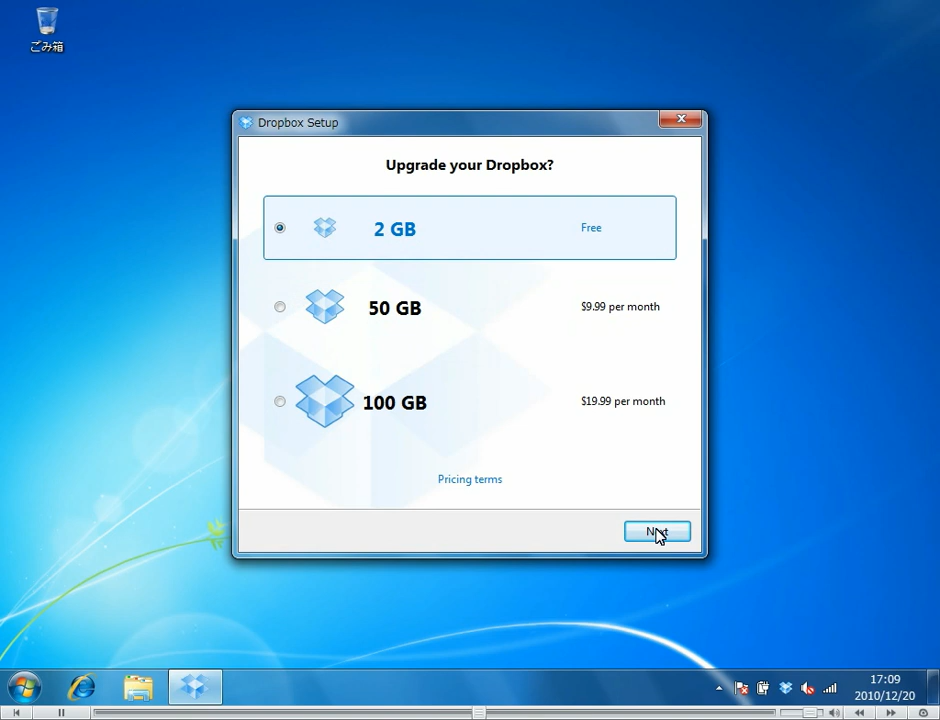 ごみ箱
Dropbox Setup
Upgrade your Dropbox?
2 GB
Free
50 GB
$9.99 per month
100 GB
$19.99 per month
Pricing terms
Next
17:09
2010/12/20